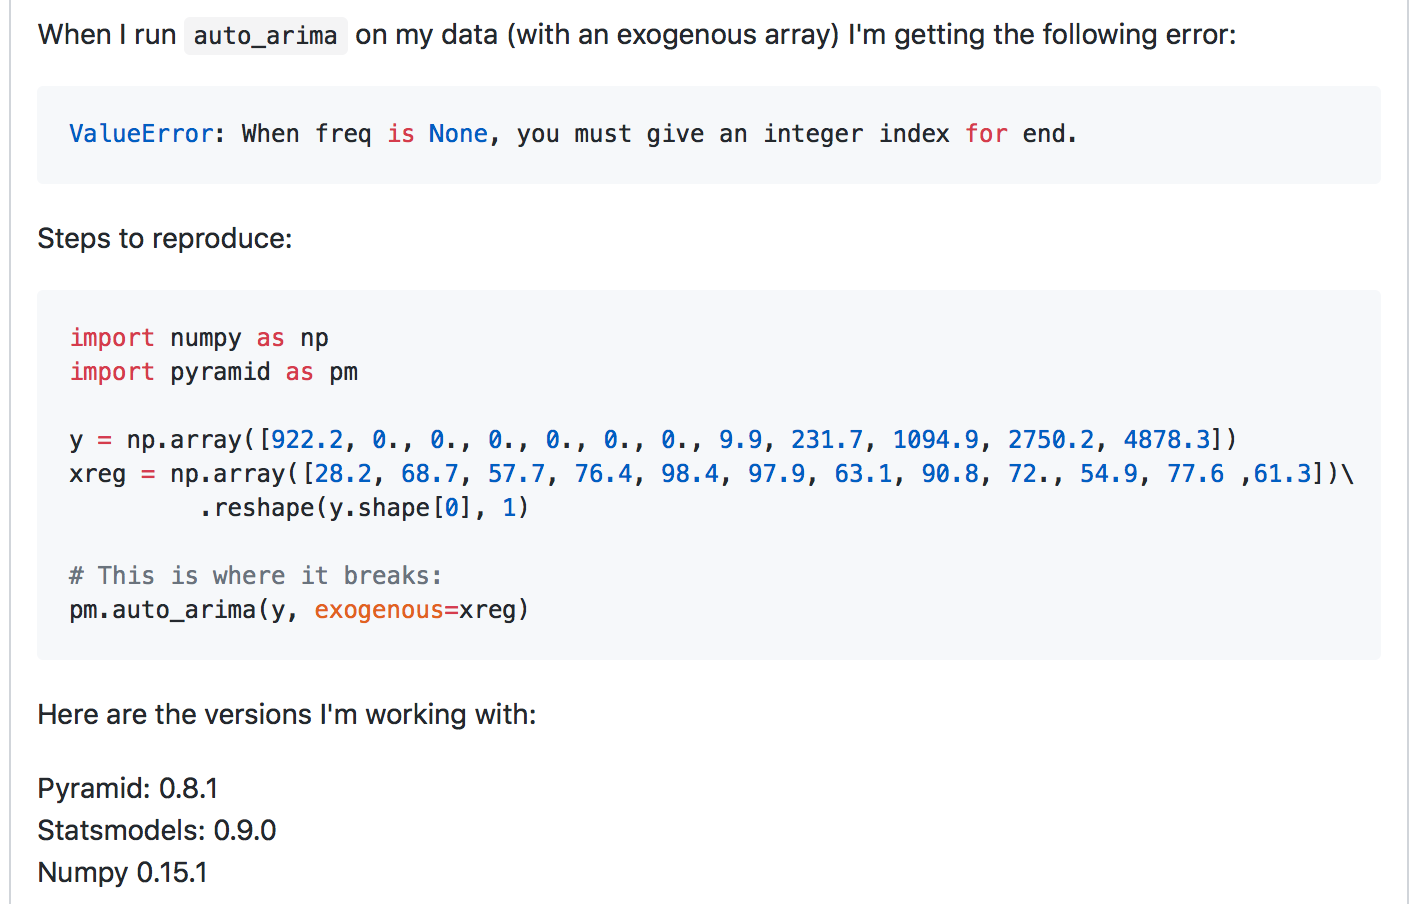 When I run auto_arima on my data (with an exogenous array) I'm getting the following error:
ValueError: When freq is None, you must give an integer index for end.
Steps to reproduce:
import numpy as np
import pyramid as pm
y = np.array([922.2, 0., 0., 0., 0., 0., 0., 9.9, 231.7, 1094.9, 2750.2, 4878.3])
xreg = np.array([28.2, 68.7, 57.7, 76.4, 98.4, 97.9, 63.1, 90.8, 72., 54.9, 77.6 ,61.3])\
.reshape(y.shape[0], 1)
# This is where it breaks:
pm.auto_arima(y, exogenous=xreg)
Here are the versions I'm working with:
Pyramid: 0.8.1
Statsmodels: 0.9.0
Numpy 0.15.1